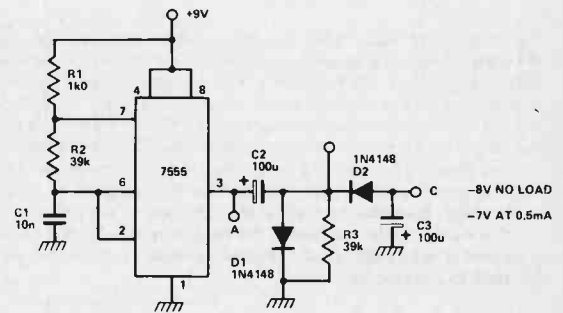 +9V
R1
1k0
4
8
7
R2
39k
7555
C2
100u
1N4148
D2
6
3
C
-8V NO LOAD
C1
10n
2
A
R3
39k
-7V AT 0.5mA
C3
100u
D1
1N4148
1
+
+